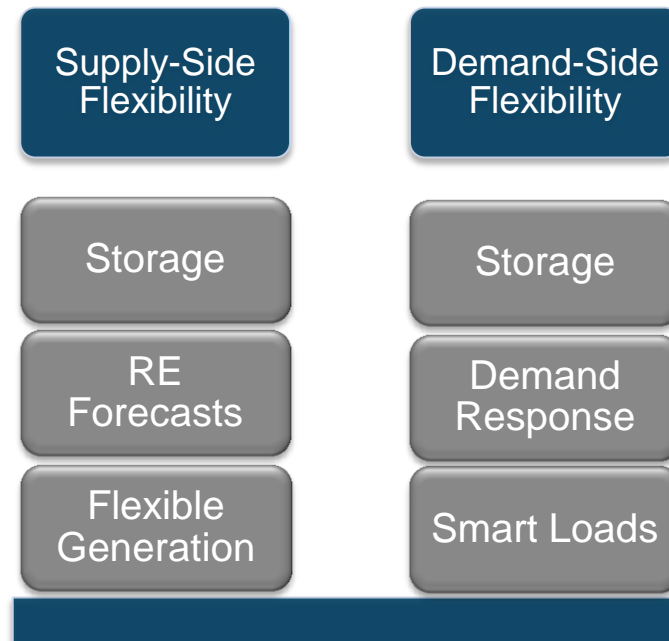 Supply-Side
Flexibility
Demand-Side
Flexibility
Storage
RE
Forecasts
Flexible
Generation
Storage
Demand
Response
Smart Loads